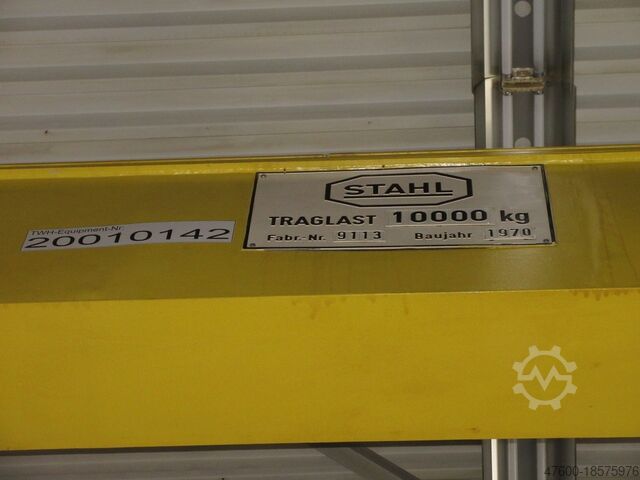 STAHL
TRAGLAST 10000 kg
Fabr.-Nr. 9113 Baujahr 1970
TWH-Equipment-Nr.
20010142
47600-18575976